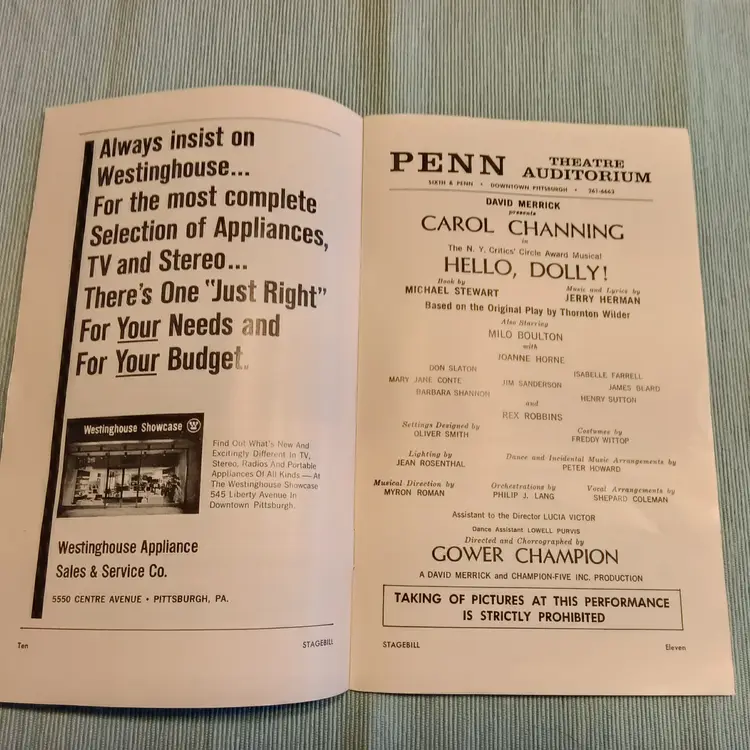 Always insist on
Westinghouse...
For the most complete
Selection of Appliances,
TV and Stereo...
There's One "Just Right"
For Your Needs and
For Your Budget.
Westinghouse Showcase W
Find Out What's New And
Excitingly Different In TV,
Stereo, Radios And Portable
Appliances Of All Kinds — At
The Westinghouse Showcase
545 Liberty Avenue In
Downtown Pittsburgh.
Westinghouse Appliance
Sales & Service Co.
5550 CENTRE AVENUE • PITTSBURGH, PA.
Ten
STAGEBILL
PENN THEATRE AUDITORIUM
SIXTH & PENN • DOWNTOWN PITTSBURGH • 261-6663
DAVID MERRICK
presents
CAROL CHANNING
in
The N. Y. Critics' Circle Award Musical
HELLO, DOLLY!
Book by
MICHAEL STEWART
Music and Lyrics by
JERRY HERMAN
Based on the Original Play by Thornton Wilder
Also Starring
MILO BOULTON
with
JOANNE HORNE
DON SLATON ISABELLE FARRELL
MARY JANE CONTE JIM SANDERSON JAMES BEARD
BARBARA SHANNON HENRY SUTTON
and
REX ROBBINS
Settings Designed by
OLIVER SMITH
Costumes by
FREDDY WITTOP
Lighting by
JEAN ROSENTHAL
Dance and Incidental Music Arrangements by
PETER HOWARD
Musical Direction by
MYRON ROMAN
Orchestrations by
PHILIP J. LANG
Vocal Arrangements by
SHEPARD COLEMAN
Assistant to the Director LUCIA VICTOR
Dance Assistant LOWELL PURVIS
Directed and Choreographed by
GOWER CHAMPION
A DAVID MERRICK and CHAMPION-FIVE INC. PRODUCTION
TAKING OF PICTURES AT THIS PERFORMANCE
IS STRICTLY PROHIBITED
STAGEBILL
Eleven